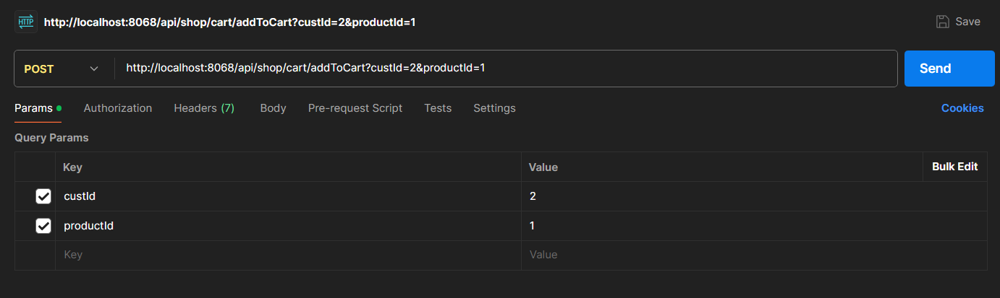 HTTP http://localhost:8068/api/shop/cart/addToCart?custId=2&productId=1 Save
POST http://localhost:8068/api/shop/cart/addToCart?custId=2&productId=1 Send
Params Authorization Headers (7) Body Pre-request Script Tests Settings Cookies
Query Params
Key Value Bulk Edit
custId 2
productId 1
Key Value